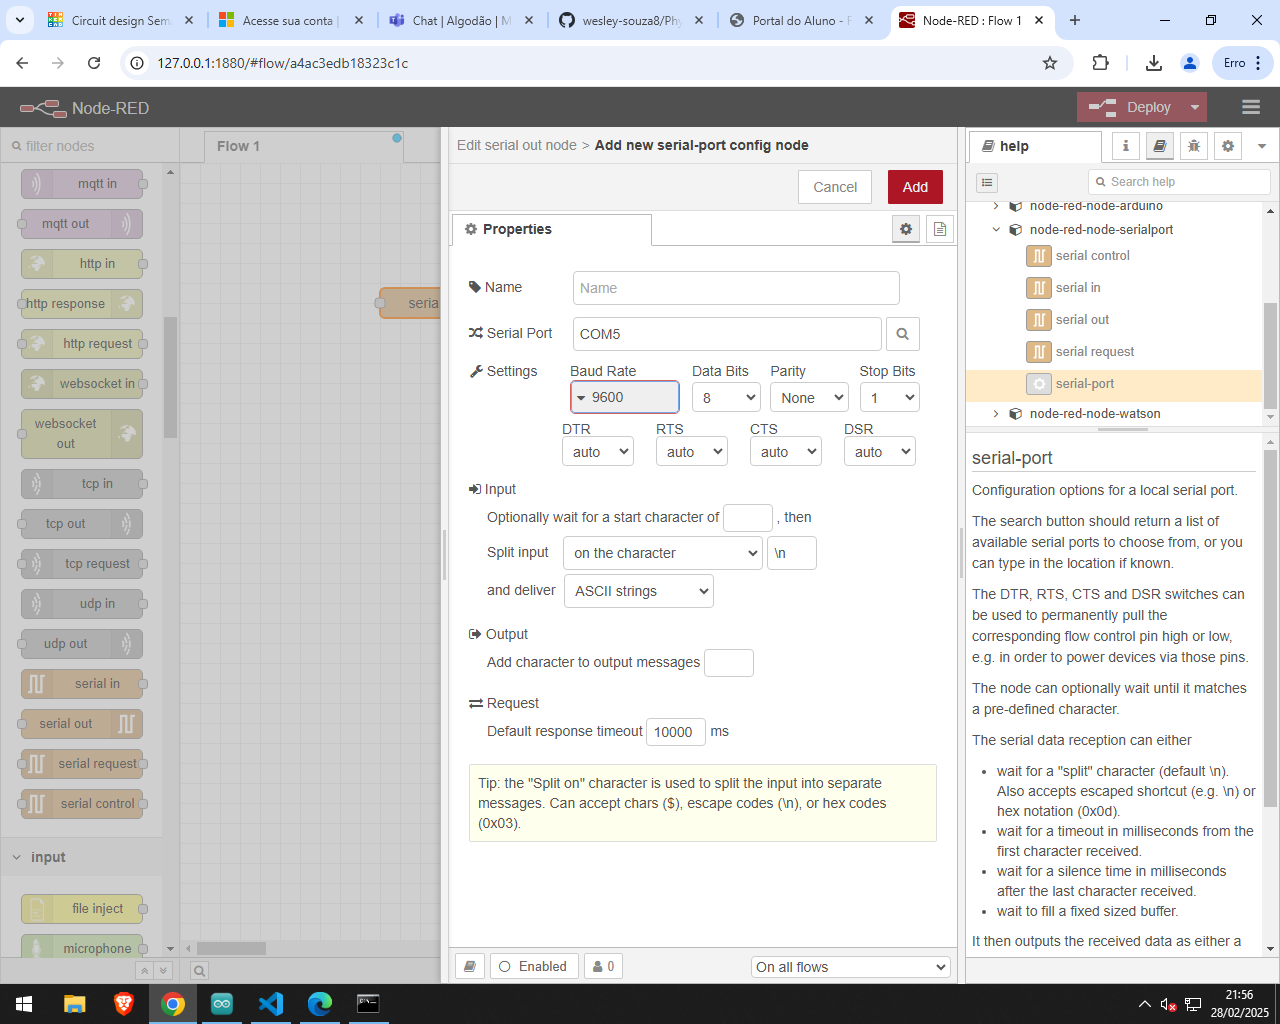 Circuit design Sem
Acesse sua conta
Chat | Algodão | M
wesley-souza8/Phy
Portal do Aluno - F
Node-RED : Flow 1
127.0.0.1:1880/#flow/a4ac3edb18323c1c
Erro
Node-RED
Deploy
filter nodes
Flow 1
mqtt in
mqtt out
http in
http response
http request
websocket in
websocket
out
tcp in
tcp out
tcp request
udp in
udp out
serial in
serial out
serial request
serial control
input
file inject
microphone
seria
Edit serial out node > Add new serial-port config node
Cancel
Add
Properties
Name
Name
Serial Port
COM5
Settings
Baud Rate
Data Bits
Parity
Stop Bits
9600
8
None
1
DTR
RTS
CTS
DSR
auto
auto
auto
auto
Input
Optionally wait for a start character of , then
Split input
on the character
\n
and deliver
ASCII strings
Output
Add character to output messages
Request
Default response timeout 10000 ms
Tip: the "Split on" character is used to split the input into separate
messages. Can accept chars ($), escape codes (\n), or hex codes
(0x03).
Enabled
0
On all flows
help
Search help
node-red-node-arduino
node-red-node-serialport
serial control
serial in
serial out
serial request
serial-port
node-red-node-watson
serial-port
Configuration options for a local serial port.
The search button should return a list of
available serial ports to choose from, or you
can type in the location if known.
The DTR, RTS, CTS and DSR switches can
be used to permanently pull the
corresponding flow control pin high or low,
e.g. in order to power devices via those pins.
The node can optionally wait until it matches
a pre-defined character.
The serial data reception can either
wait for a "split" character (default \n).
Also accepts escaped shortcut (e.g. \n) or
hex notation (0x0d).
wait for a timeout in milliseconds from the
first character received.
wait for a silence time in milliseconds
after the last character received.
wait to fill a fixed sized buffer.
It then outputs the received data as either a
21:56
28/02/2025